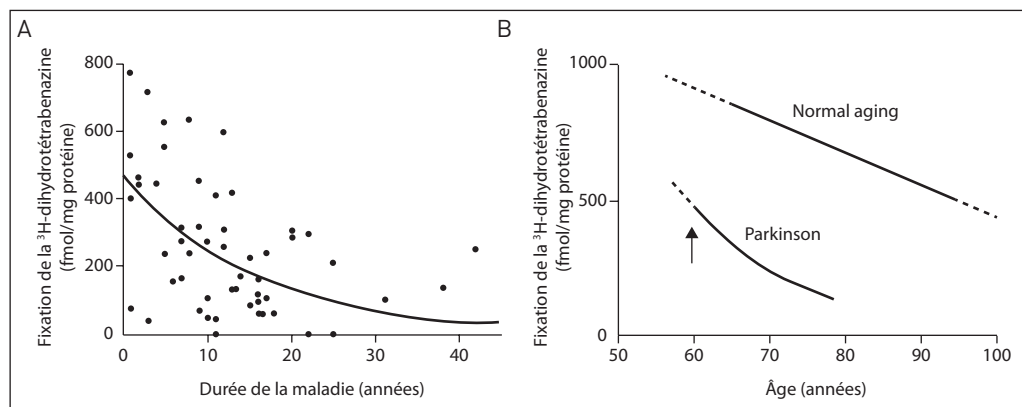 A
Fixation de la ³H-dihydrotétrabenazine
(fmol/mg protéine)
800
600
400
200
0
0 10 20 30 40
Durée de la maladie (années)
B
Fixation de la ³H-dihydrotétrabenazine
(fmol/mg protéine)
1000
500
0
Normal aging
Parkinson
50 60 70 80 90 100
Âge (années)